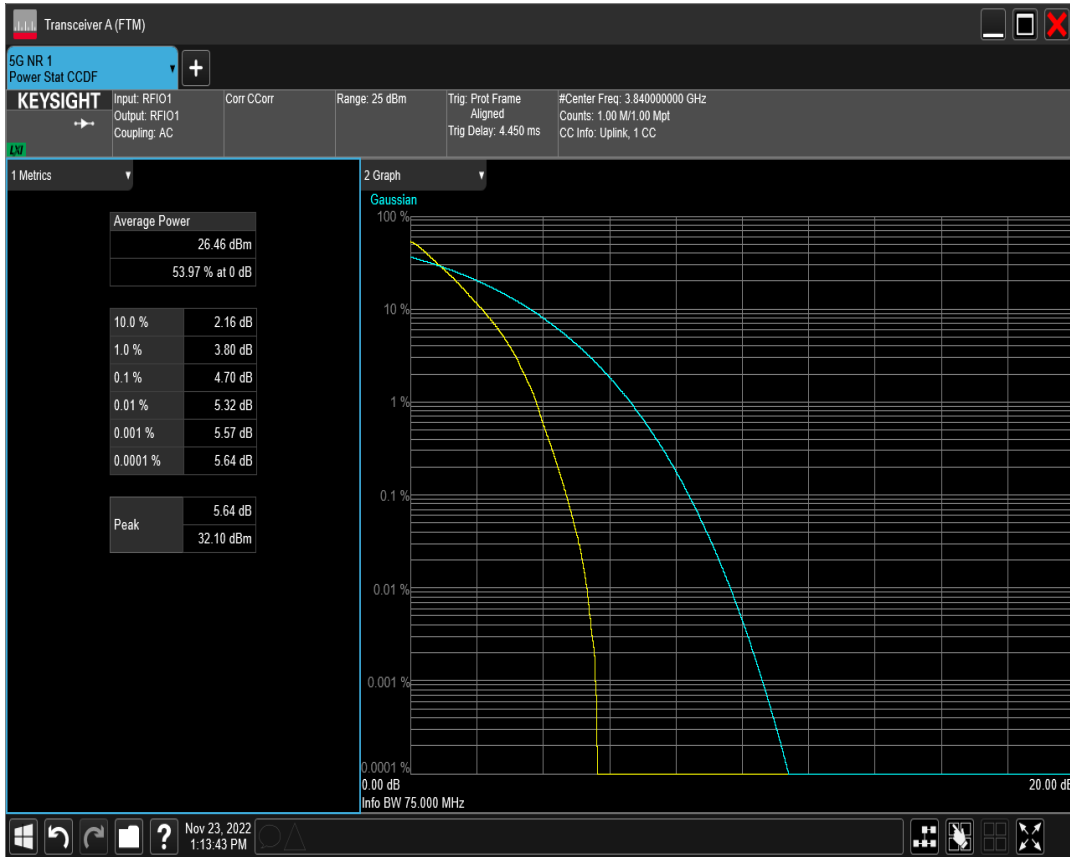 Transceiver A (FTM)
5G NR 1
Power Stat CCDF
+
KEYSIGHT
LXI
Input: RFIO1
Output: RFIO1
Coupling: AC
Corr CCorr
Range: 25 dBm
Trig: Prot Frame
Aligned
Trig Delay: 4.450 ms
#Center Freq: 3.840000000 GHz
Counts: 1.00 M/1.00 Mpt
CC Info: Uplink, 1 CC
1 Metrics
Average Power
26.46 dBm
53.97 % at 0 dB
10.0 % 2.16 dB
1.0 % 3.80 dB
0.1 % 4.70 dB
0.01 % 5.32 dB
0.001 % 5.57 dB
0.0001 % 5.64 dB
Peak 5.64 dB
32.10 dBm
2 Graph
Gaussian
100 %
10 %
1 %
0.1 %
0.01 %
0.001 %
0.0001 %
0.00 dB 20.00 dB
Info BW 75.000 MHz
? Nov 23, 2022
1:13:43 PM